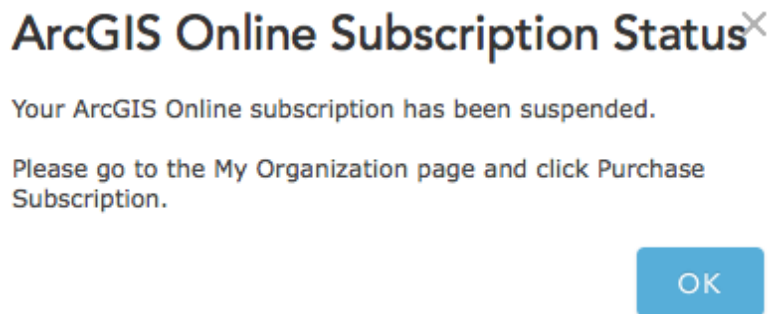 ArcGIS Online Subscription Status
Your ArcGIS Online subscription has been suspended.
Please go to the My Organization page and click Purchase
Subscription.
OK